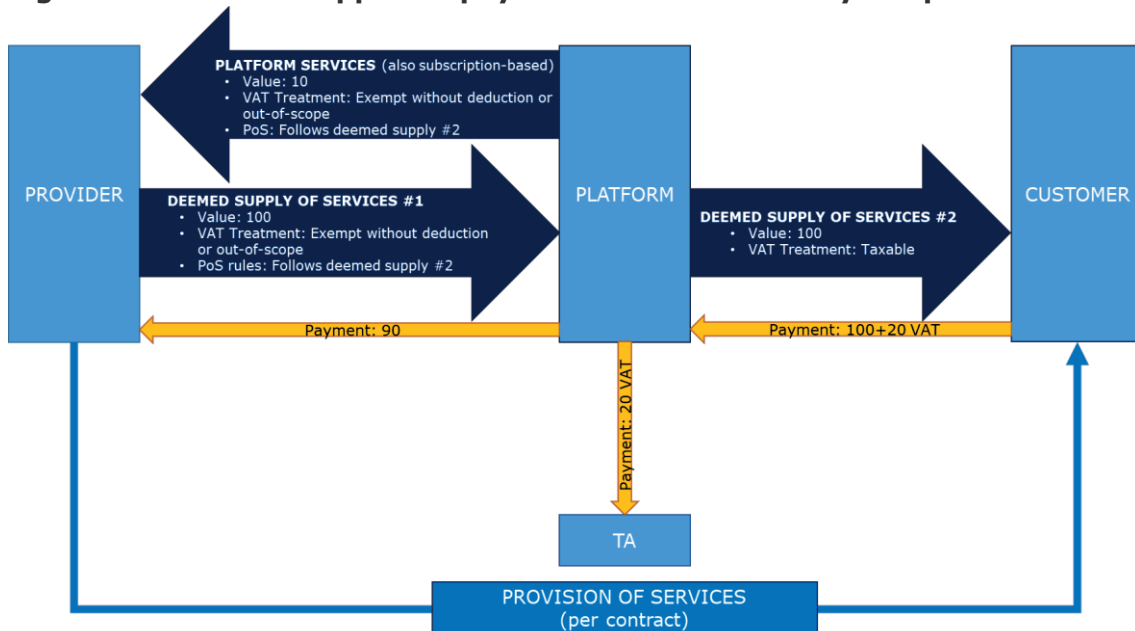 PLATFORM SERVICES (also subscription-based)
• Value: 10
• VAT Treatment: Exempt without deduction or
out-of-scope
• PoS: Follows deemed supply #2
PROVIDER
DEEMED SUPPLY OF SERVICES #1
• Value: 100
• VAT Treatment: Exempt without deduction
or out-of-scope
• PoS rules: Follows deemed supply #2
PLATFORM
DEEMED SUPPLY OF SERVICES #2
• Value: 100
• VAT Treatment: Taxable
CUSTOMER
Payment: 90
Payment: 100+20 VAT
Payment: 20 VAT
TA
PROVISION OF SERVICES
(per contract)